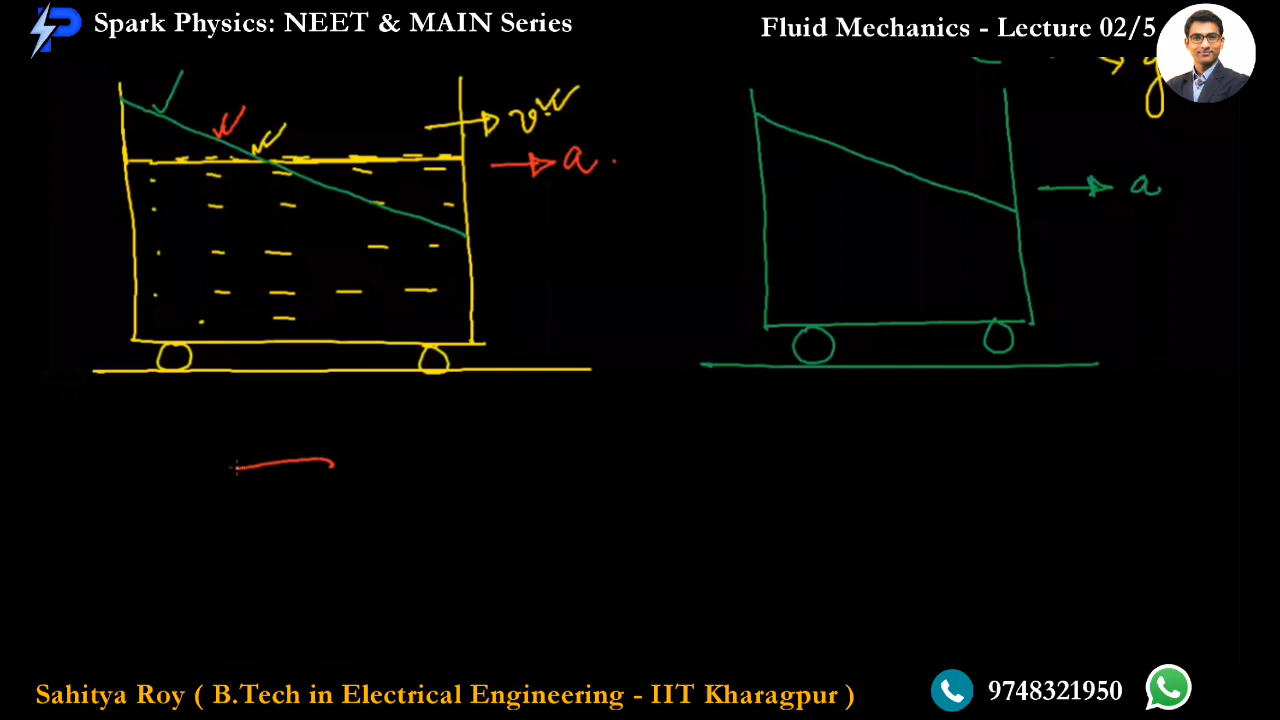 Spark Physics: NEET & MAIN Series
Fluid Mechanics - Lecture 02/5
v
a
a
Sahitya Roy ( B.Tech in Electrical Engineering - IIT Kharagpur )
9748321950